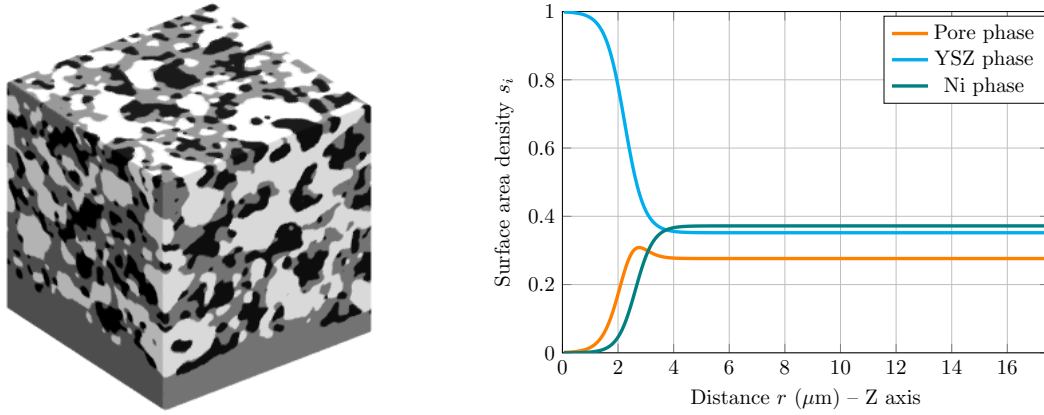 1
0.8
0.6
0.4
0.2
0
Surface area density s_i
Pore phase
YSZ phase
Ni phase
0 2 4 6 8 10 12 14 16
Distance r (μm) – Z axis